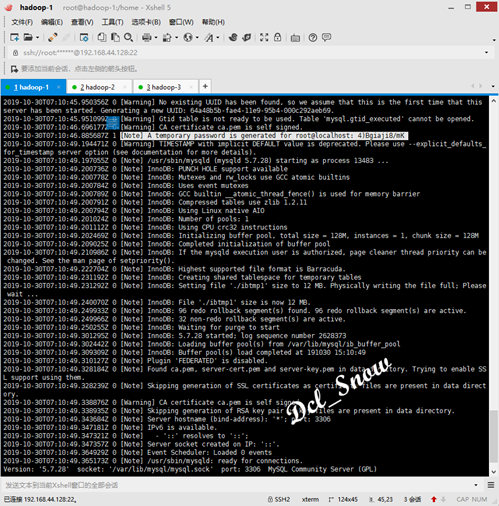 hadoop-1 root@hadoop-1:/home - Xshell 5
文件(F) 编辑(E) 查看(V) 工具(T) 选项卡(B) 窗口(W) 帮助(H)
ssh://root:******@192.168.44.128:22
要添加当前会话，点击左侧的箭头按钮。
1 hadoop-1 2 hadoop-2 3 hadoop-3 +
2019-10-30T07:10:45.950356Z 0 [Warning] No existing UUID has been found, so we assume that this is the first time that this
server has been started. Generating a new UUID: 64a48b5b-fae4-11e9-95b4-000c292aeb69.
2019-10-30T07:10:45.951099Z 0 [Warning] Gtid table is not ready to be used. Table 'mysql.gtid_executed' cannot be opened.
2019-10-30T07:10:46.696177Z 0 [Warning] CA certificate ca.pem is self signed.
2019-10-30T07:10:46.885687Z 1 [Note] A temporary password is generated for root@localhost: 4)BgiajB/mK
2019-10-30T07:10:49.194471Z 0 [Warning] TIMESTAMP with implicit DEFAULT value is deprecated. Please use --explicit_defaults_
for_timestamp server option (see documentation for more details).
2019-10-30T07:10:49.197055Z 0 [Note] /usr/sbin/mysqld (mysqld 5.7.28) starting as process 13483 ...
2019-10-30T07:10:49.200736Z 0 [Note] InnoDB: PUNCH HOLE support available
2019-10-30T07:10:49.200778Z 0 [Note] InnoDB: Mutexes and rw_locks use GCC atomic builtins
2019-10-30T07:10:49.200784Z 0 [Note] InnoDB: Uses event mutexes
2019-10-30T07:10:49.200789Z 0 [Note] InnoDB: GCC builtin __atomic_thread_fence() is used for memory barrier
2019-10-30T07:10:49.200791Z 0 [Note] InnoDB: Compressed tables use zlib 1.2.11
2019-10-30T07:10:49.200794Z 0 [Note] InnoDB: Using Linux native AIO
2019-10-30T07:10:49.201024Z 0 [Note] InnoDB: Number of pools: 1
2019-10-30T07:10:49.201112Z 0 [Note] InnoDB: Using CPU crc32 instructions
2019-10-30T07:10:49.202469Z 0 [Note] InnoDB: Initializing buffer pool, total size = 128M, instances = 1, chunk size = 128M
2019-10-30T07:10:49.209025Z 0 [Note] InnoDB: Completed initialization of buffer pool
2019-10-30T07:10:49.210986Z 0 [Note] InnoDB: If the mysqld execution user is authorized, page cleaner thread priority can be
changed. See the man page of setpriority().
2019-10-30T07:10:49.222704Z 0 [Note] InnoDB: Highest supported file format is Barracuda.
2019-10-30T07:10:49.231192Z 0 [Note] InnoDB: Creating shared tablespace for temporary tables
2019-10-30T07:10:49.231292Z 0 [Note] InnoDB: Setting file './ibtmp1' size to 12 MB. Physically writing the file full; Please
wait ...
2019-10-30T07:10:49.240070Z 0 [Note] InnoDB: File './ibtmp1' size is now 12 MB.
2019-10-30T07:10:49.249933Z 0 [Note] InnoDB: 96 redo rollback segment(s) found. 96 redo rollback segment(s) are active.
2019-10-30T07:10:49.249966Z 0 [Note] InnoDB: 32 non-redo rollback segment(s) are active.
2019-10-30T07:10:49.250255Z 0 [Note] InnoDB: Waiting for purge to start
2019-10-30T07:10:49.301295Z 0 [Note] InnoDB: 5.7.28 started; log sequence number 2628373
2019-10-30T07:10:49.302442Z 0 [Note] InnoDB: Loading buffer pool(s) from /var/lib/mysql/ib_buffer_pool
2019-10-30T07:10:49.309309Z 0 [Note] InnoDB: Buffer pool(s) load completed at 191030 15:10:49
2019-10-30T07:10:49.310127Z 0 [Note] Plugin 'FEDERATED' is disabled.
2019-10-30T07:10:49.328184Z 0 [Note] Found ca.pem, server-cert.pem and server-key.pem in data directory. Trying to enable SS
L support using them.
2019-10-30T07:10:49.328239Z 0 [Note] Skipping generation of SSL certificates as certificate files are present in data direct
ory.
2019-10-30T07:10:49.338876Z 0 [Warning] CA certificate ca.pem is self signed.
2019-10-30T07:10:49.338935Z 0 [Note] Skipping generation of RSA key pair files are present in data directory.
2019-10-30T07:10:49.343684Z 0 [Note] Server hostname (bind-address): '*'; port: 3306
2019-10-30T07:10:49.347181Z 0 [Note] IPv6 is available.
2019-10-30T07:10:49.347321Z 0 [Note] - '::' resolves to '::';
2019-10-30T07:10:49.347357Z 0 [Note] Server socket created on IP: '::'.
2019-10-30T07:10:49.364929Z 0 [Note] Event Scheduler: Loaded 0 events
2019-10-30T07:10:49.365173Z 0 [Note] /usr/sbin/mysqld: ready for connections.
Version: '5.7.28' socket: '/var/lib/mysql/mysql.sock' port: 3306 MySQL Community Server (GPL)
Dcl_Snow
发送文本到当前Xshell窗口的全部会话
已连接 192.168.44.128:22。 SSH2 xterm 124x45 45,23 3 会话 CAP NUM